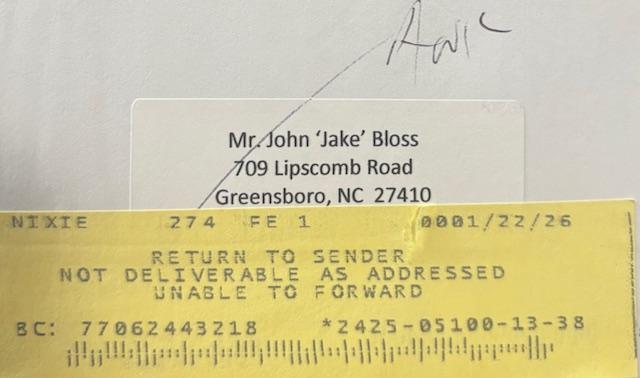 Mr. John ‘Jake’ Bloss
709 Lipscomb Road
Greensboro, NC 27410
NIXIE 274 FE 1 0001/22/26
RETURN TO SENDER
NOT DELIVERABLE AS ADDRESSED
UNABLE TO FORWARD
BC: 77062443218 *2425-05100-13-38